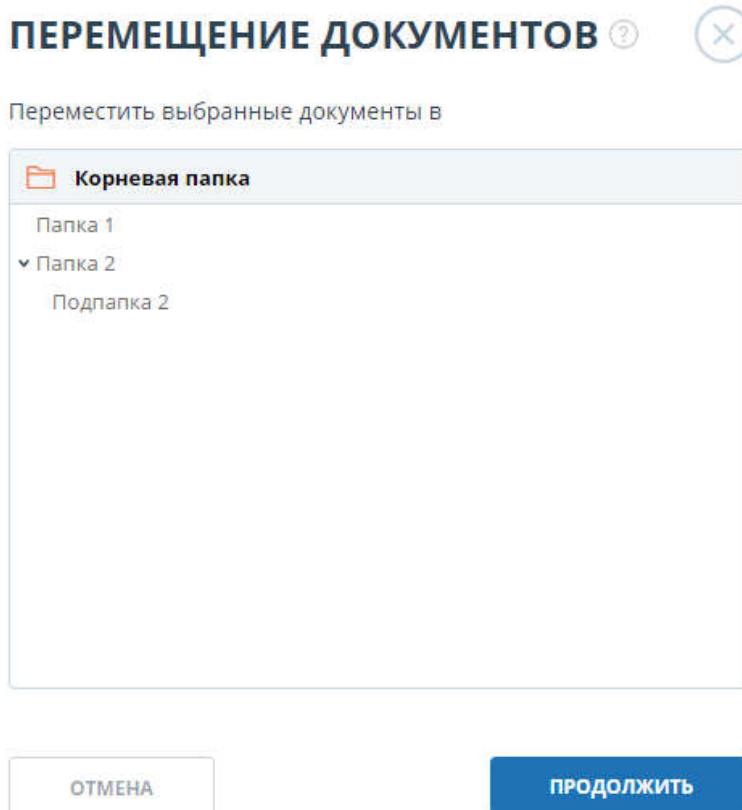 ПЕРЕМЕЩЕНИЕ ДОКУМЕНТОВ ?
Переместить выбранные документы в
Корневая папка
Папка 1
Папка 2
Подпапка 2
ОТМЕНА
ПРОДОЛЖИТЬ